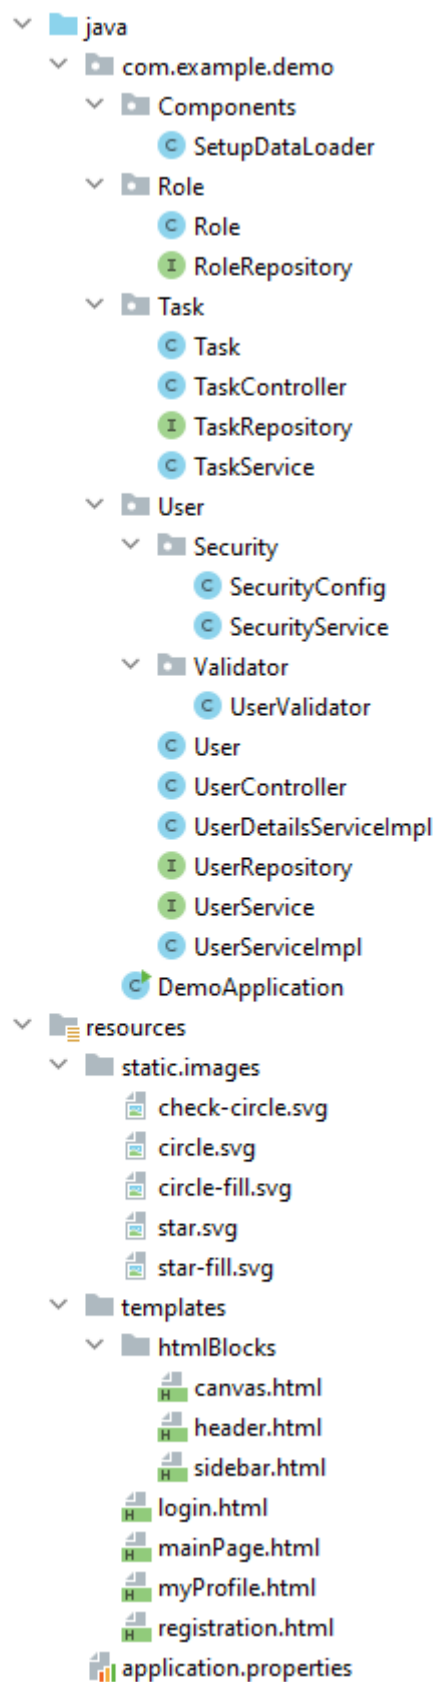 java
com.example.demo
Components
C SetupDataLoader
Role
C Role
I RoleRepository
Task
C Task
C TaskController
I TaskRepository
C TaskService
User
Security
C SecurityConfig
C SecurityService
Validator
C UserValidator
C User
C UserController
C UserDetailsServiceImpl
I UserRepository
I UserService
C UserServiceImpl
C DemoApplication
resources
static.images
check-circle.svg
circle.svg
circle-fill.svg
star.svg
star-fill.svg
templates
htmlBlocks
H canvas.html
H header.html
H sidebar.html
H login.html
H mainPage.html
H myProfile.html
H registration.html
application.properties